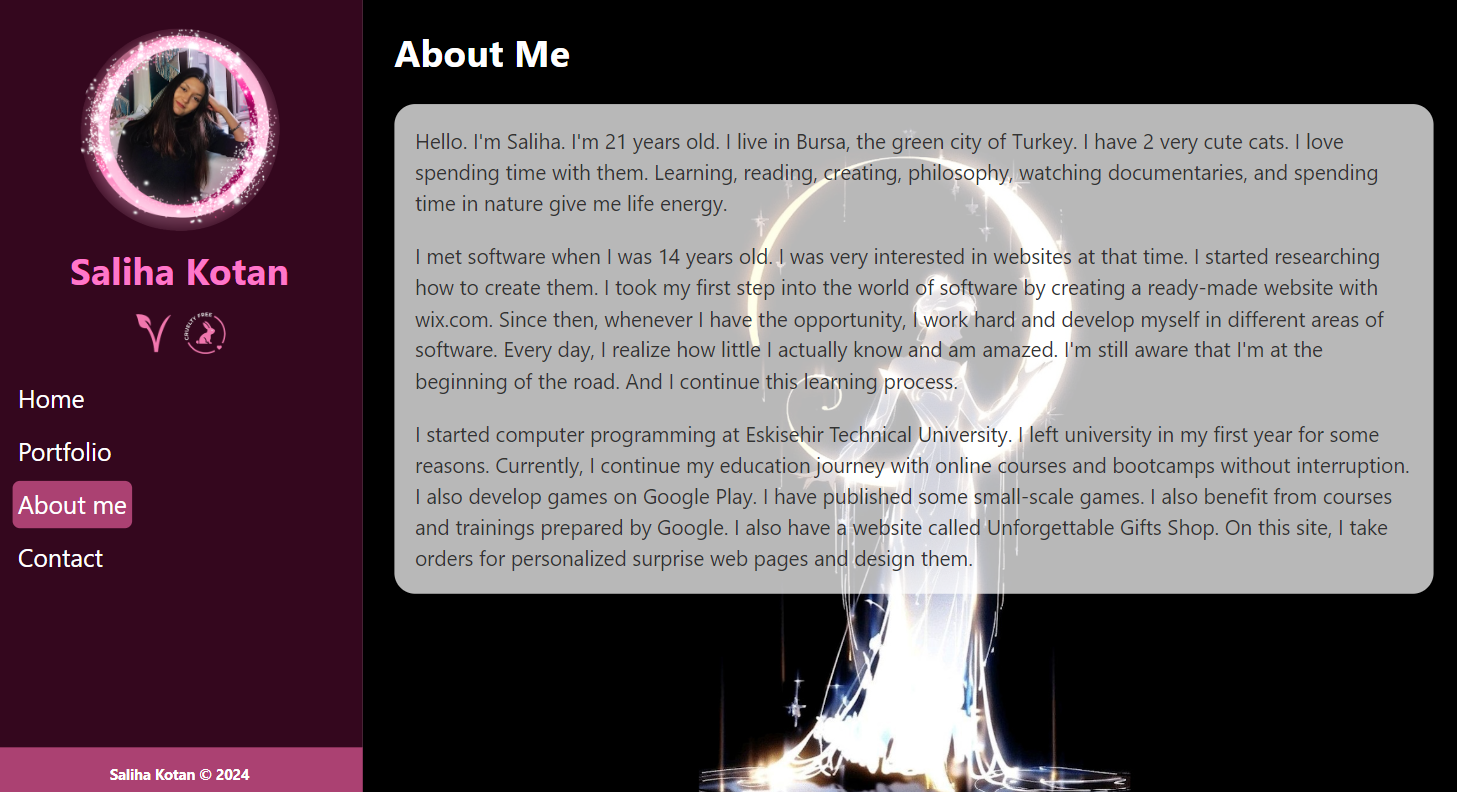 Saliha Kotan
CRUELTY FREE
Home
Portfolio
About me
Contact
Saliha Kotan © 2024
About Me
Hello. I'm Saliha. I'm 21 years old. I live in Bursa, the green city of Turkey. I have 2 very cute cats. I love
spending time with them. Learning, reading, creating, philosophy, watching documentaries, and spending
time in nature give me life energy.
I met software when I was 14 years old. I was very interested in websites at that time. I started researching
how to create them. I took my first step into the world of software by creating a ready-made website with
wix.com. Since then, whenever I have the opportunity, I work hard and develop myself in different areas of
software. Every day, I realize how little I actually know and am amazed. I'm still aware that I'm at the
beginning of the road. And I continue this learning process.
I started computer programming at Eskisehir Technical University. I left university in my first year for some
reasons. Currently, I continue my education journey with online courses and bootcamps without interruption.
I also develop games on Google Play. I have published some small-scale games. I also benefit from courses
and trainings prepared by Google. I also have a website called Unforgettable Gifts Shop. On this site, I take
orders for personalized surprise web pages and design them.